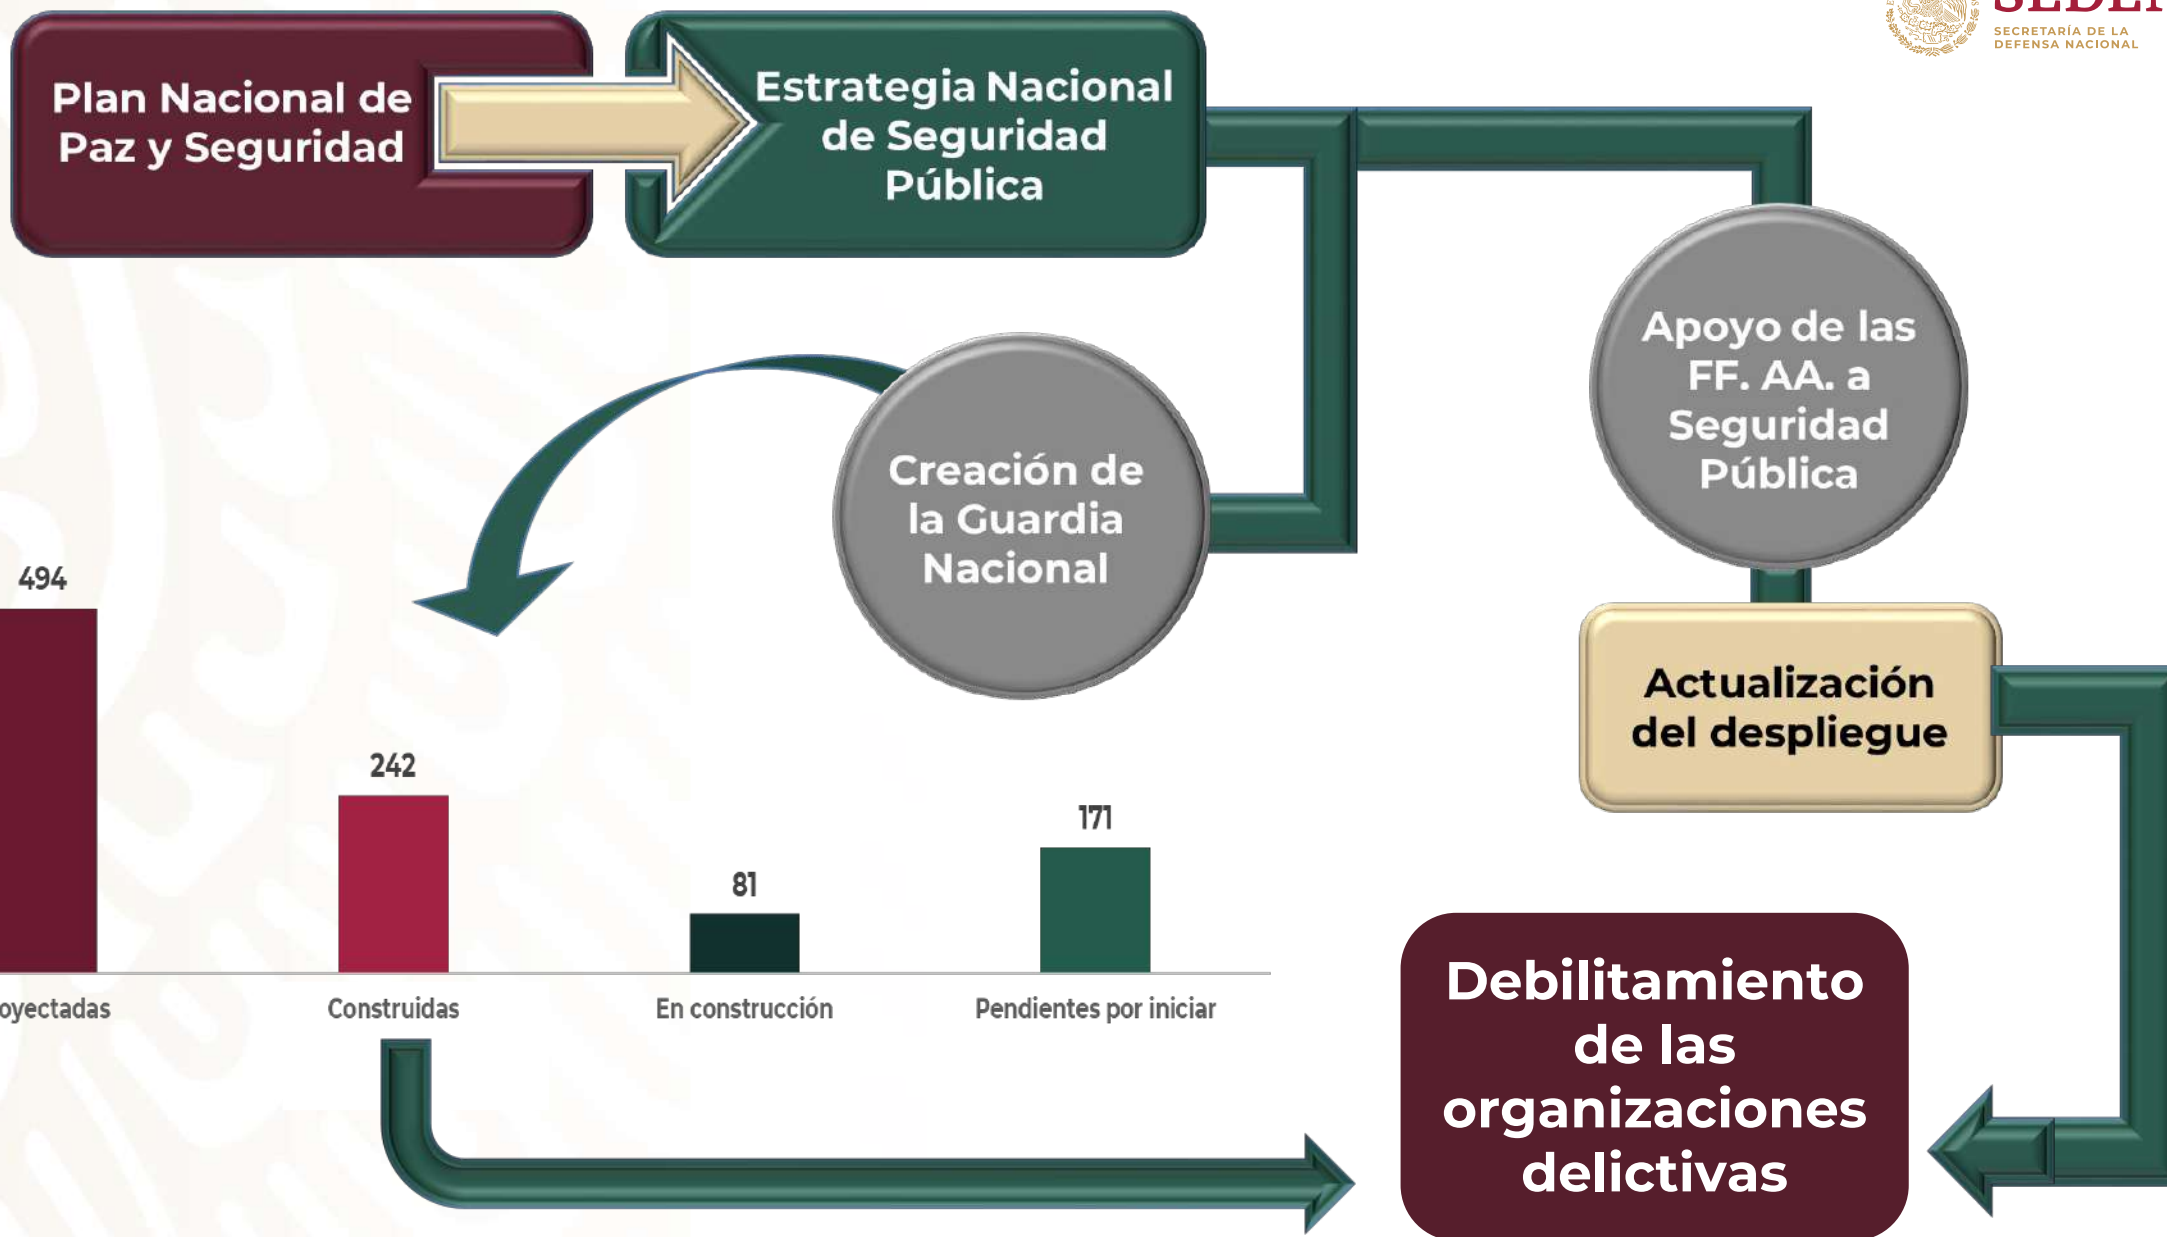 SECRETARÍA DE LA
DEFENSA NACIONAL
Plan Nacional de
Paz y Seguridad
Estrategia Nacional
de Seguridad
Pública
Apoyo de las
FF. AA. a
Seguridad
Pública
Creación de
la Guardia
Nacional
Actualización
del despliegue
494
242
81
171
Construidas
En construcción
Pendientes por iniciar
Debilitamiento
de las
organizaciones
delictivas